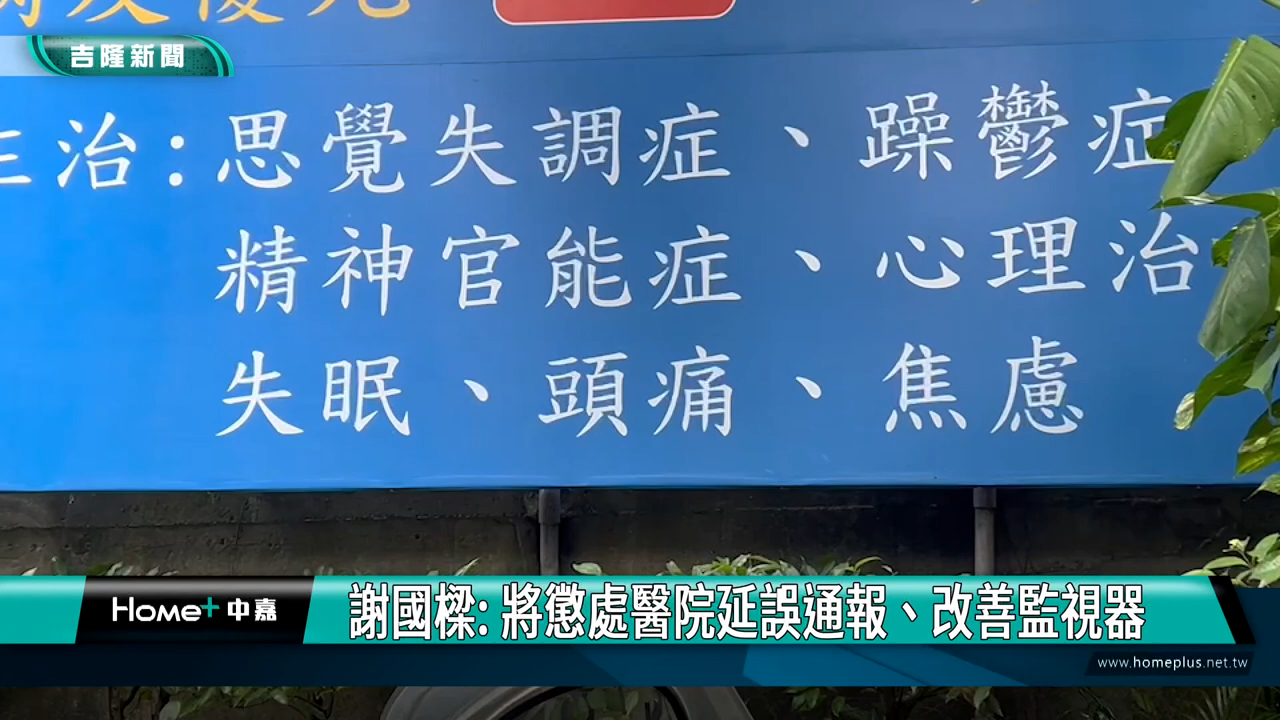 吉隆新聞
主治:思覺失調症、躁鬱症
精神官能症、心理治
失眠、頭痛、焦慮
Home+中嘉
謝國樑:將懲處醫院延誤通報、改善監視器
www.homeplus.net.tw